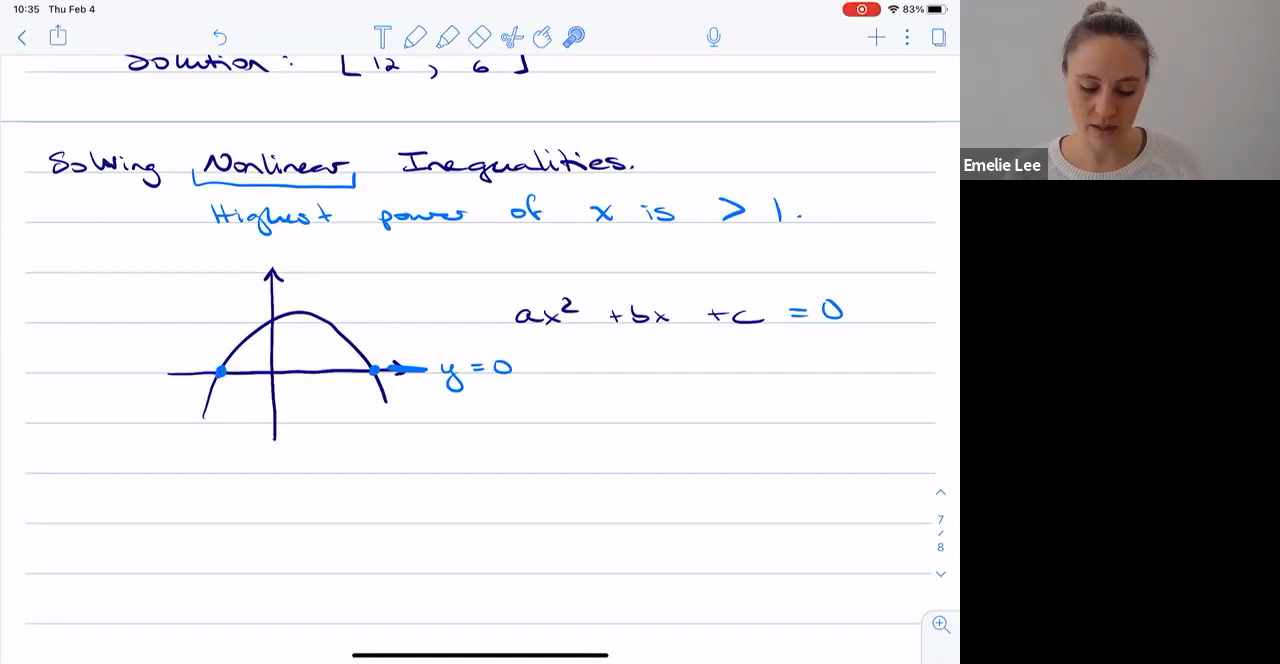 10:35 Thu Feb 4
83%
Solution : [ 12 , 6 ]
Emelie Lee
Solving Nonlinear Inequalities.
Highest power of x is > 1.
ax² + bx + c = 0
y = 0
7
/
8